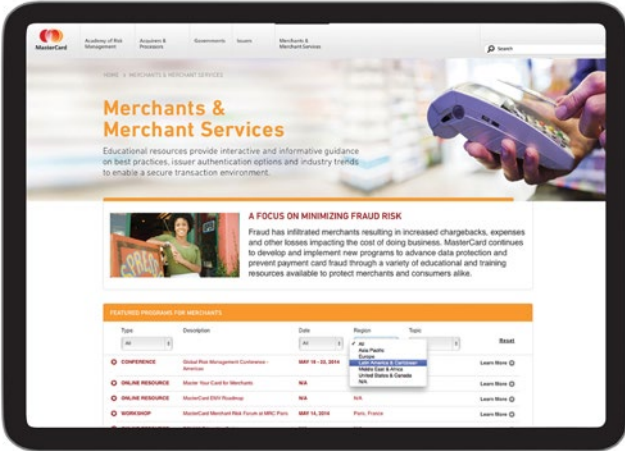 MasterCard
Academy of Risk
Management
Acquirers &
Processors
Governments
Issuers
Merchants &
Merchant Services
Search
HOME > MERCHANTS & MERCHANT SERVICES
Merchants &
Merchant Services
Educational resources provide interactive and informative guidance
on best practices, issuer authentication options and industry trends
to enable a secure transaction environment.
A FOCUS ON MINIMIZING FRAUD RISK
Fraud has infiltrated merchants resulting in increased chargebacks, expenses
and other losses impacting the cost of doing business. MasterCard continues
to develop and implement new programs to advance data protection and
prevent payment card fraud through a variety of educational and training
resources available to protect merchants and consumers alike.
FEATURED PROGRAMS FOR MERCHANTS
Type Description Date Region Topic
All All Reset
✓ All
Asia Pacific
Europe
Latin America & Caribbean
Middle East & Africa
United States & Canada
N/A
CONFERENCE Global Risk Management Conference - MAY 18 - 22, 2014 Learn More
Americas
ONLINE RESOURCE Master Your Card for Merchants N/A Learn More
ONLINE RESOURCE MasterCard EMV Roadmap N/A N/A Learn More
WORKSHOP MasterCard Merchant Risk Forum at MRC Paris MAY 14, 2014 Paris, France Learn More